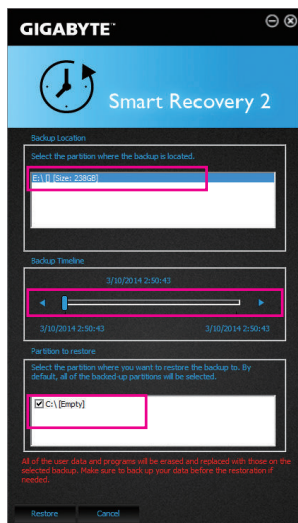 GIGABYTE™
Smart Recovery 2
Backup Location
Select the partition where the backup is located.
E:\ [] [Size: 238GB]
Backup Timeline
3/10/2014 2:50:43
3/10/2014 2:50:43
3/10/2014 2:50:43
Partition to restore
Select the partition where you want to restore the backup to. By
default, all of the backed-up partitions will be selected.
C:\ [Empty]
All of the user data and programs will be erased and replaced with those on the
selected backup. Make sure to back up your data before the restoration if
needed.
Restore
Cancel